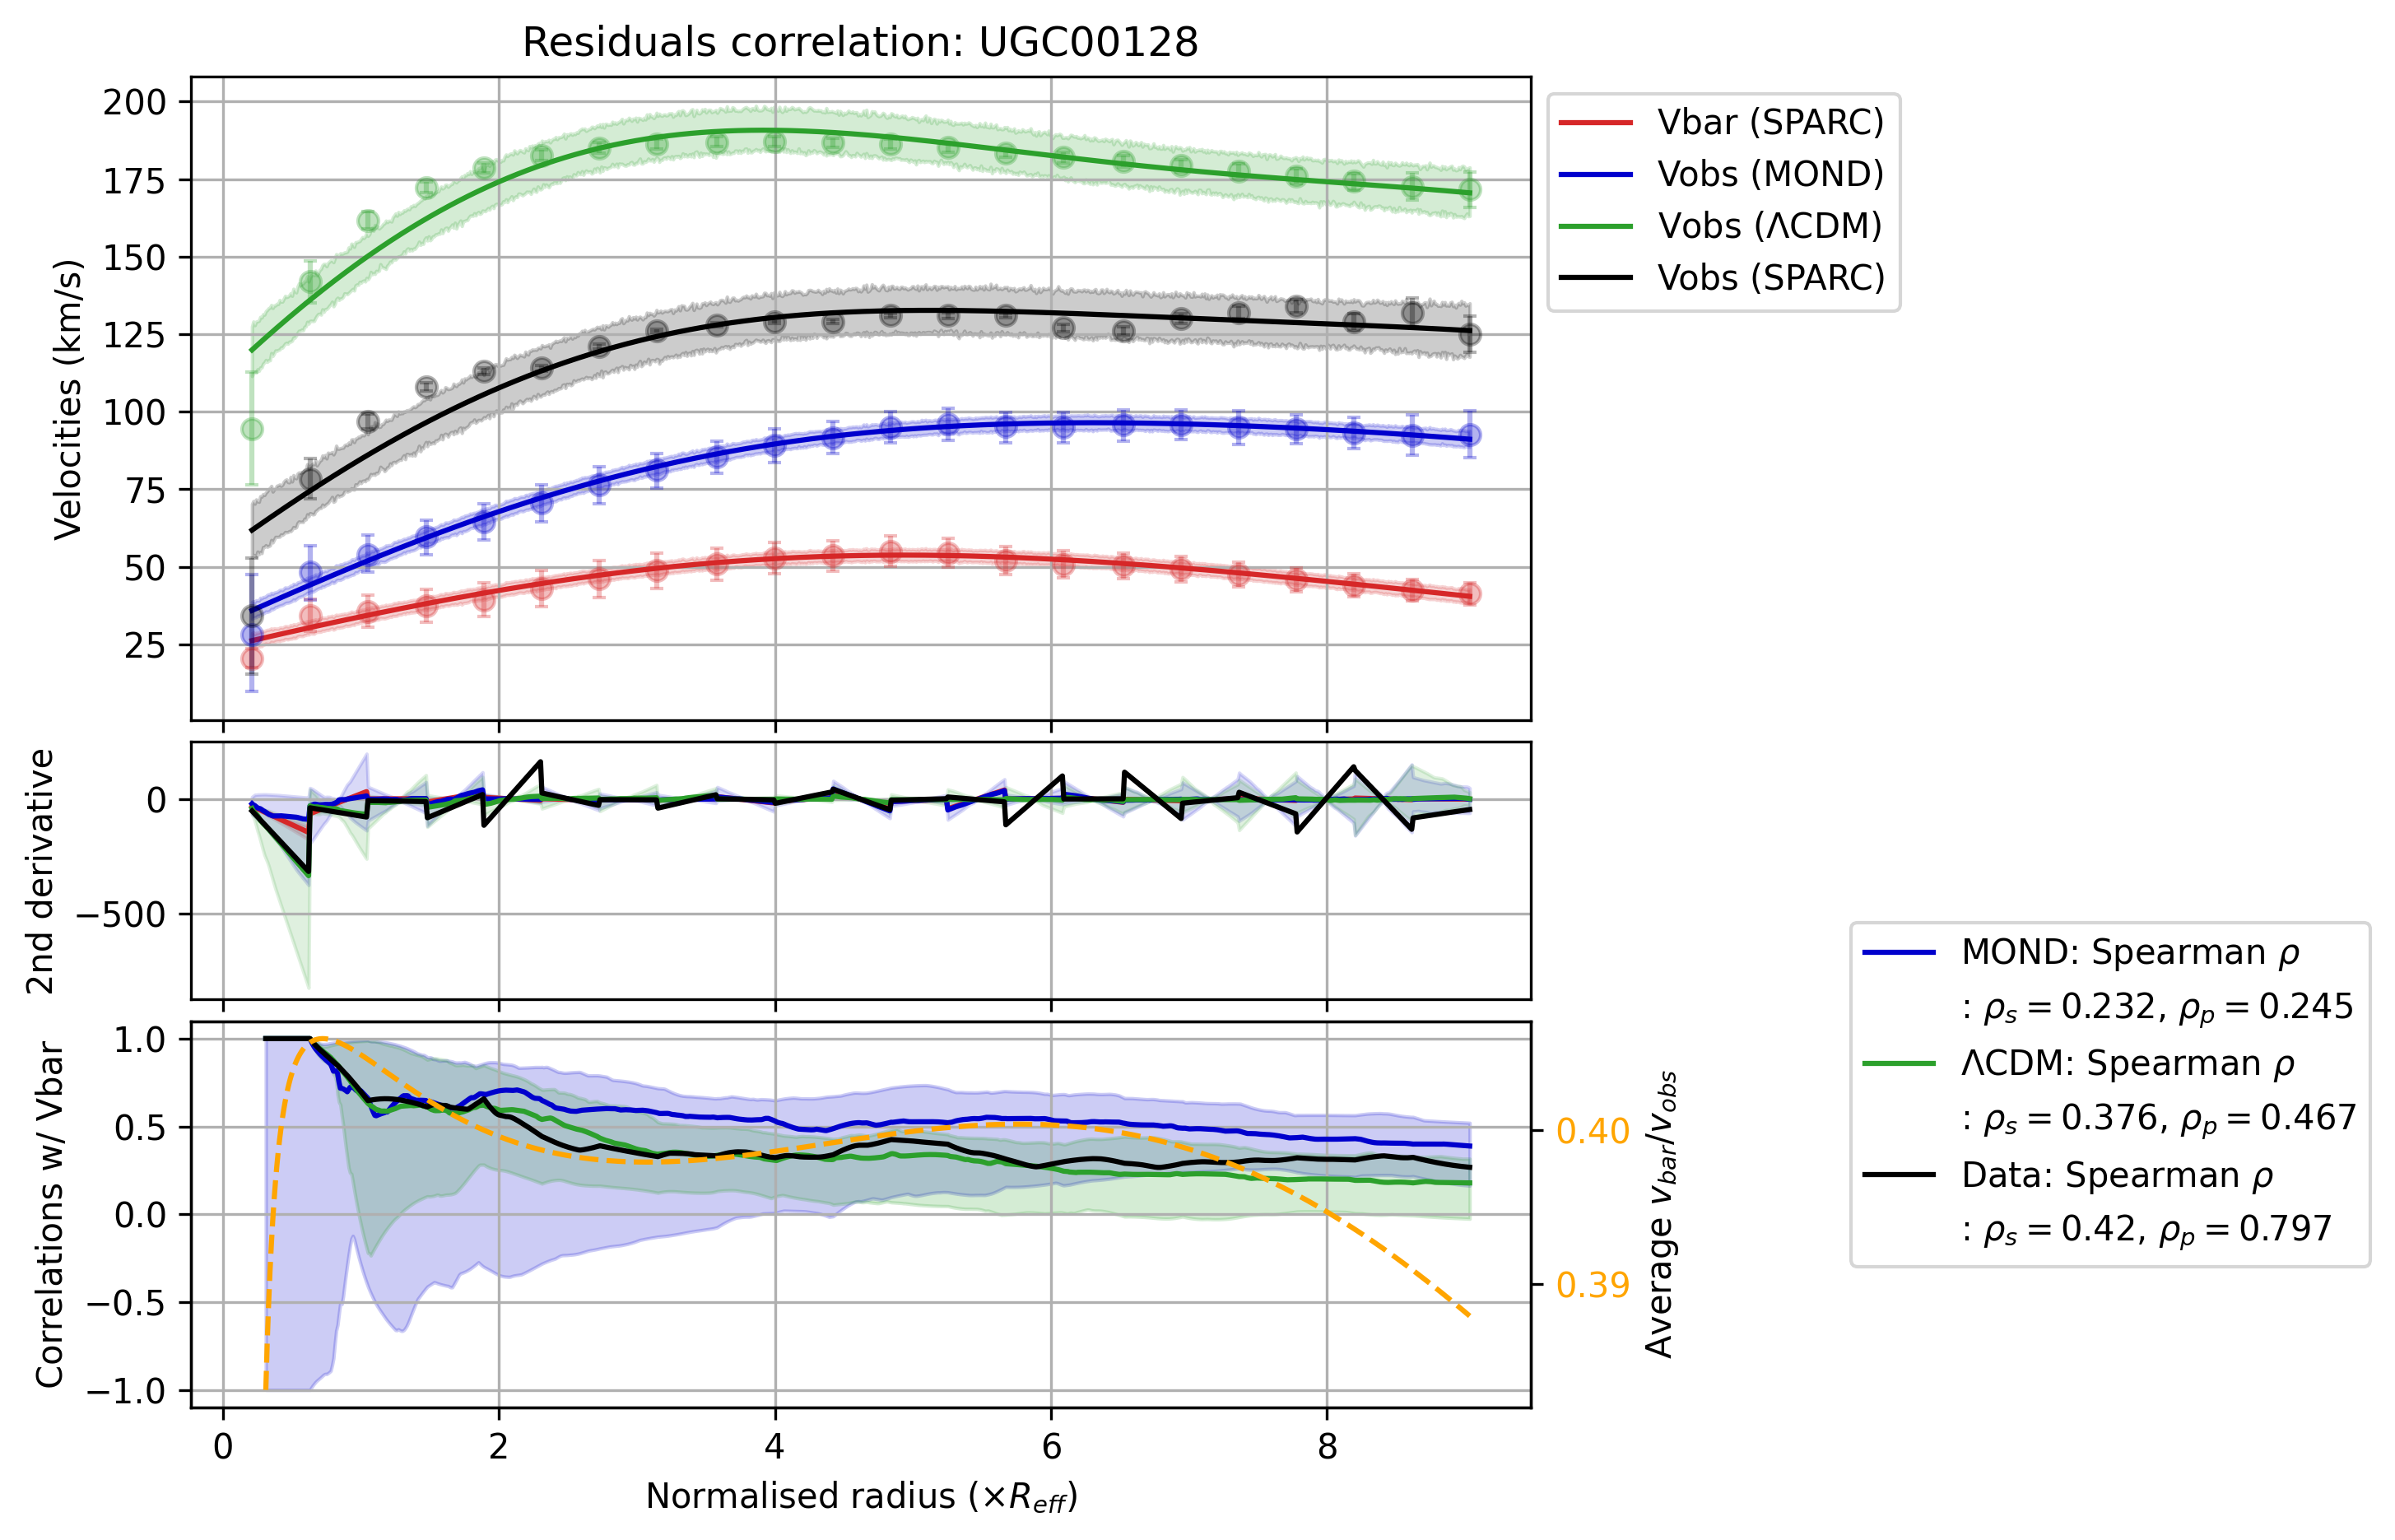 Residuals correlation: UGC00128
Velocities (km/s)
200
175
150
125
100
75
50
25
Vbar (SPARC)
Vobs (MOND)
Vobs (ΛCDM)
Vobs (SPARC)
2nd derivative
0
−500
Correlations w/ Vbar
1.0
0.5
0.0
−0.5
−1.0
0.40
0.39
Average v_bar/v_obs
MOND: Spearman ρ
: ρ_s = 0.232, ρ_p = 0.245
ΛCDM: Spearman ρ
: ρ_s = 0.376, ρ_p = 0.467
Data: Spearman ρ
: ρ_s = 0.42, ρ_p = 0.797
0 2 4 6 8
Normalised radius (×R_eff)